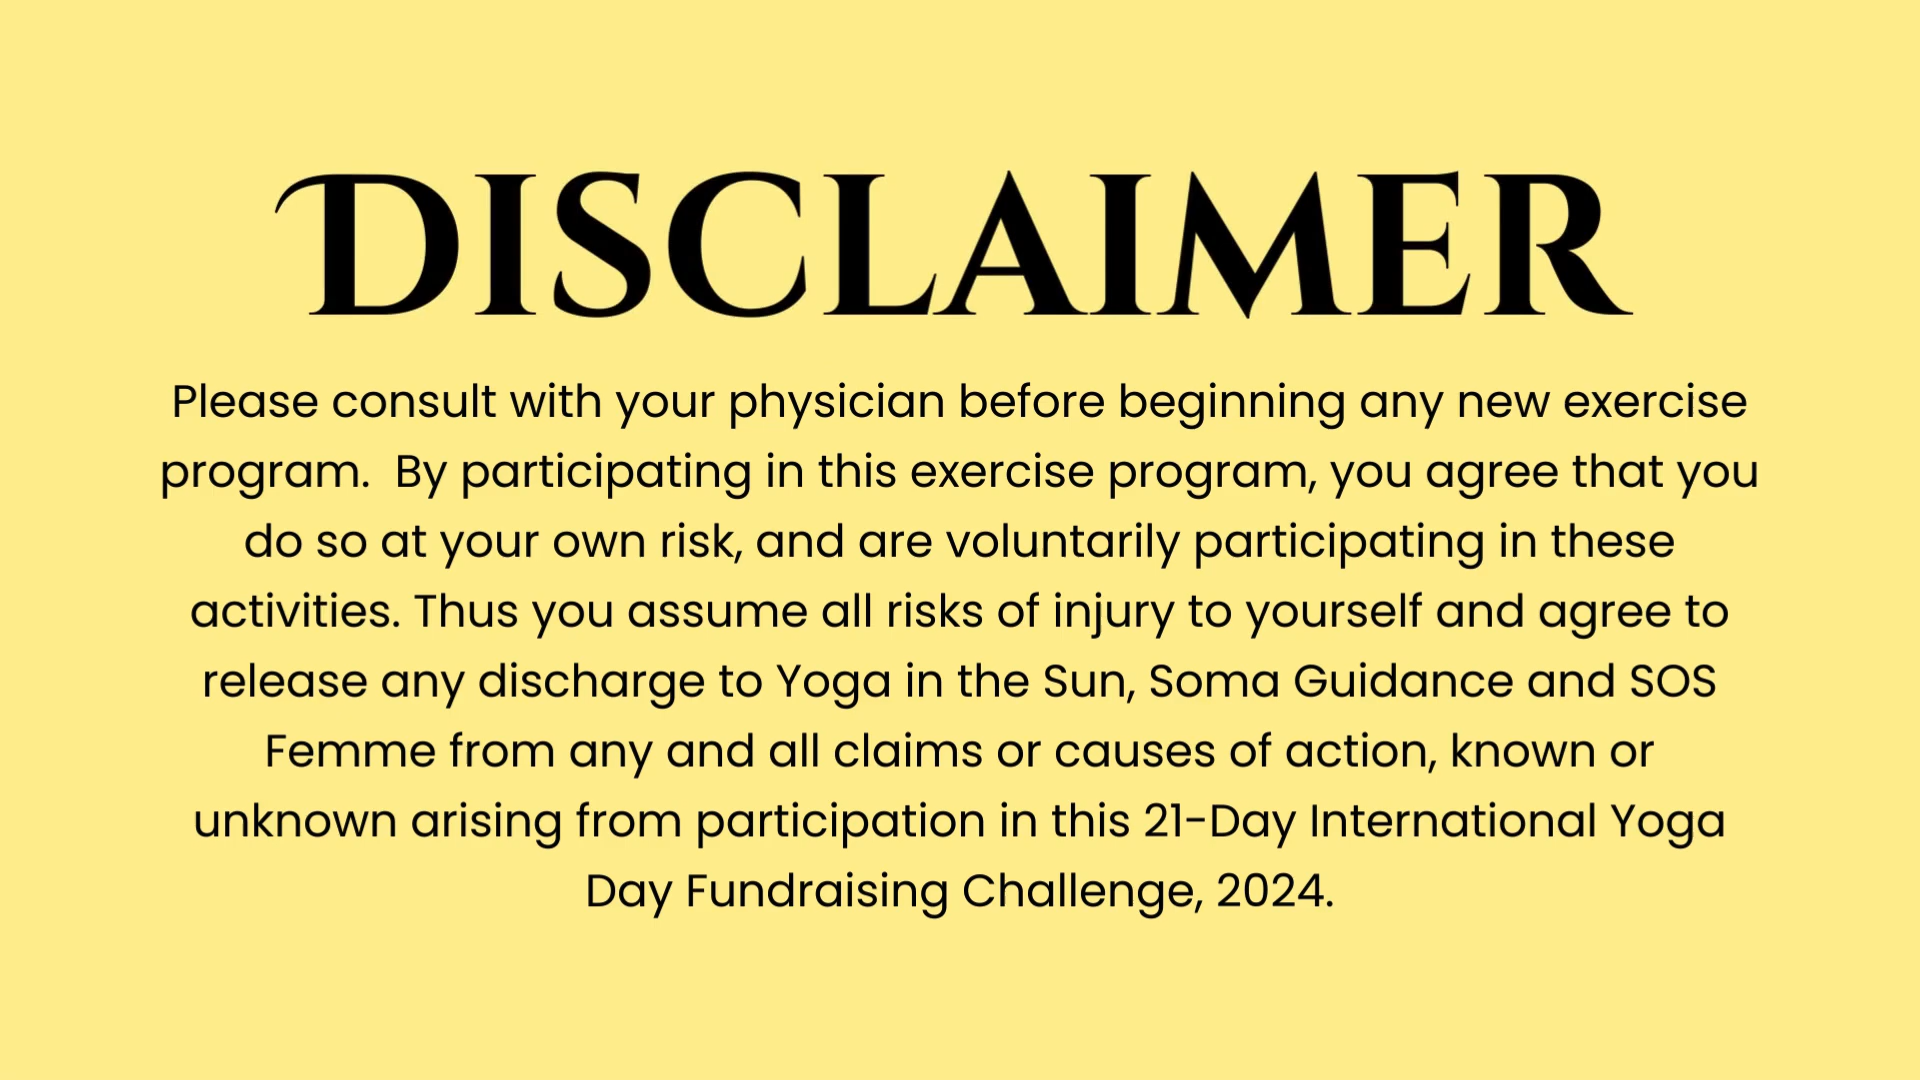 DISCLAIMER
Please consult with your physician before beginning any new exercise
program.  By participating in this exercise program, you agree that you
do so at your own risk, and are voluntarily participating in these
activities. Thus you assume all risks of injury to yourself and agree to
release any discharge to Yoga in the Sun, Soma Guidance and SOS
Femme from any and all claims or causes of action, known or
unknown arising from participation in this 21-Day International Yoga
Day Fundraising Challenge, 2024.